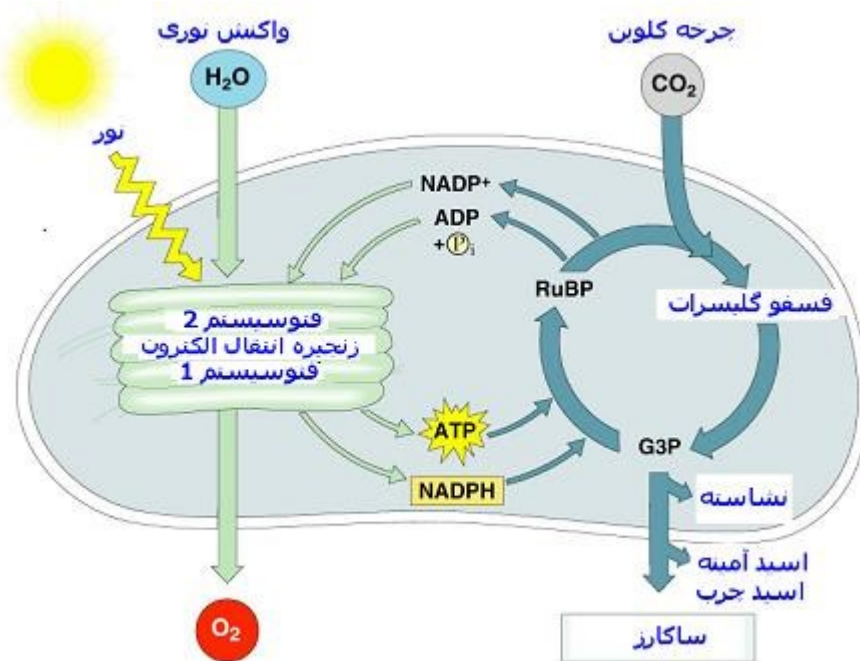 واکنش نوری
چرخه کلوین
H₂O
CO₂
نور
NADP⁺
ADP
+Ⓟᵢ
RuBP
فسفو گلیسرات
فتوسیستم 2
زنجیره انتقال الکترون
فتوسیستم 1
ATP
G3P
NADPH
نشاسته
اسید آمینه
اسید چرب
O₂
ساکارز